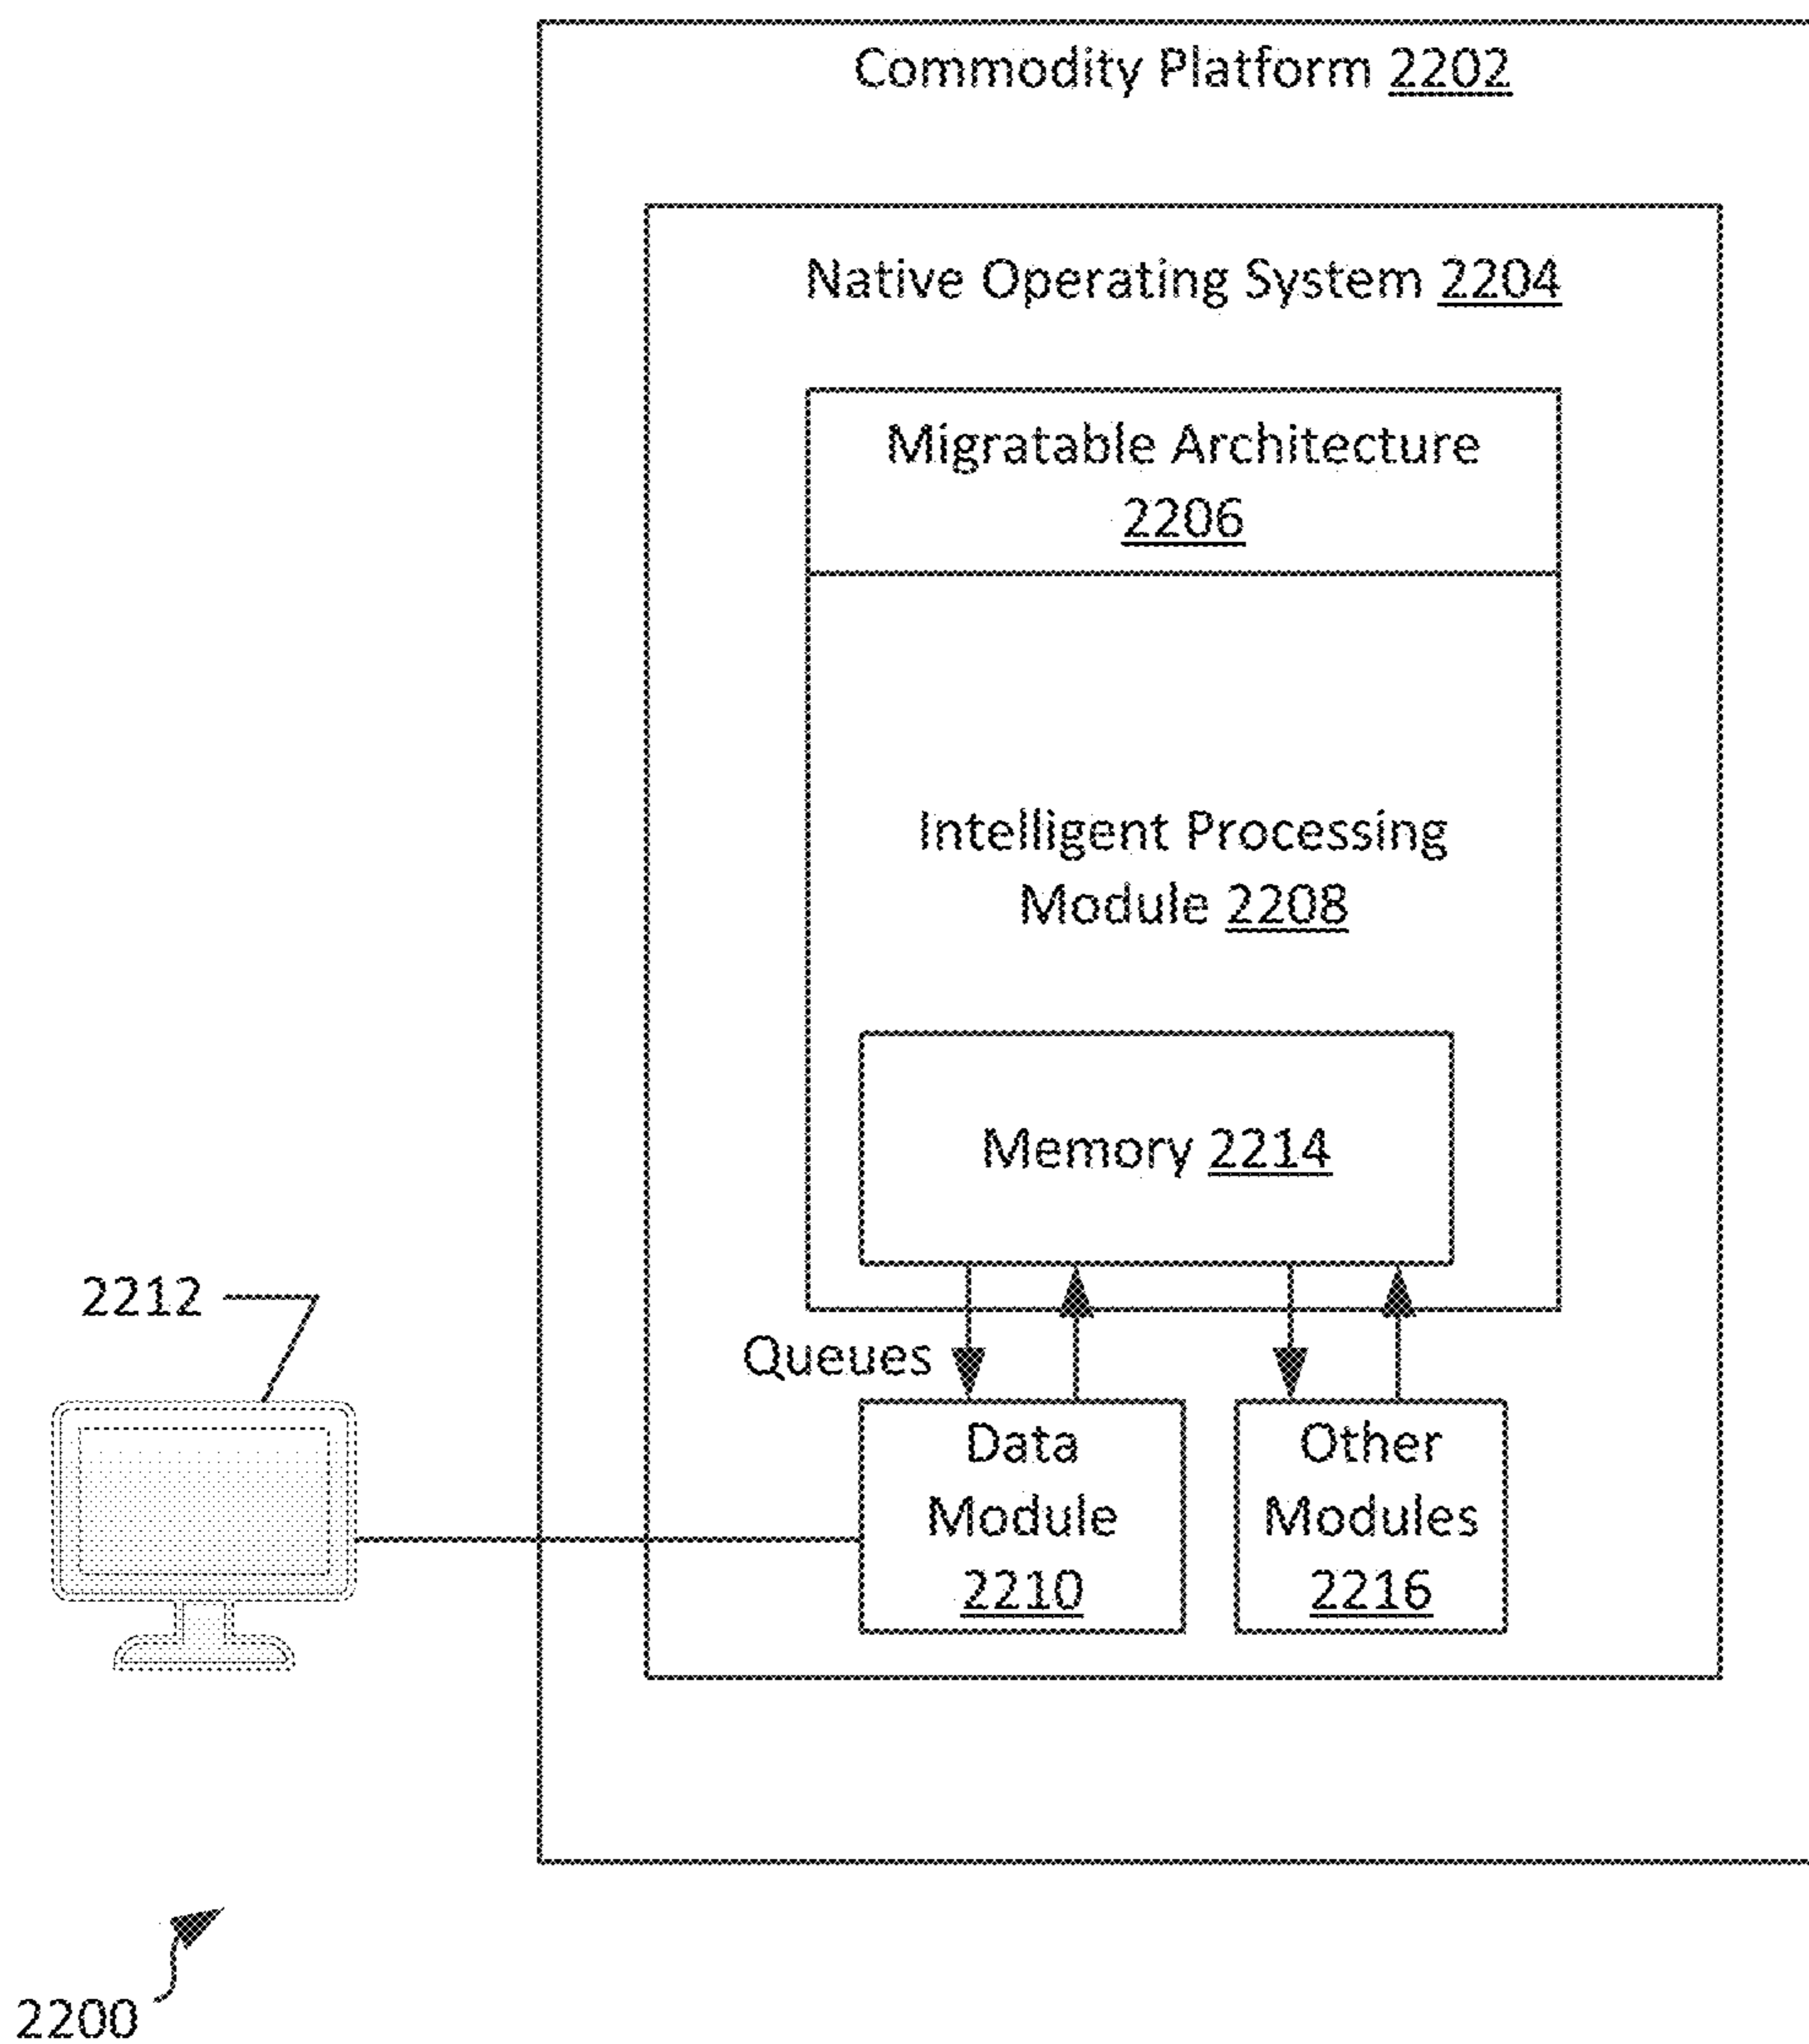 Commodity Platform 2202
Native Operating System 2204
Migratable Architecture
2206
Intelligent Processing
Module 2208
Memory 2214
2212
Queues
Data
Module
2210
Other
Modules
2216
2200